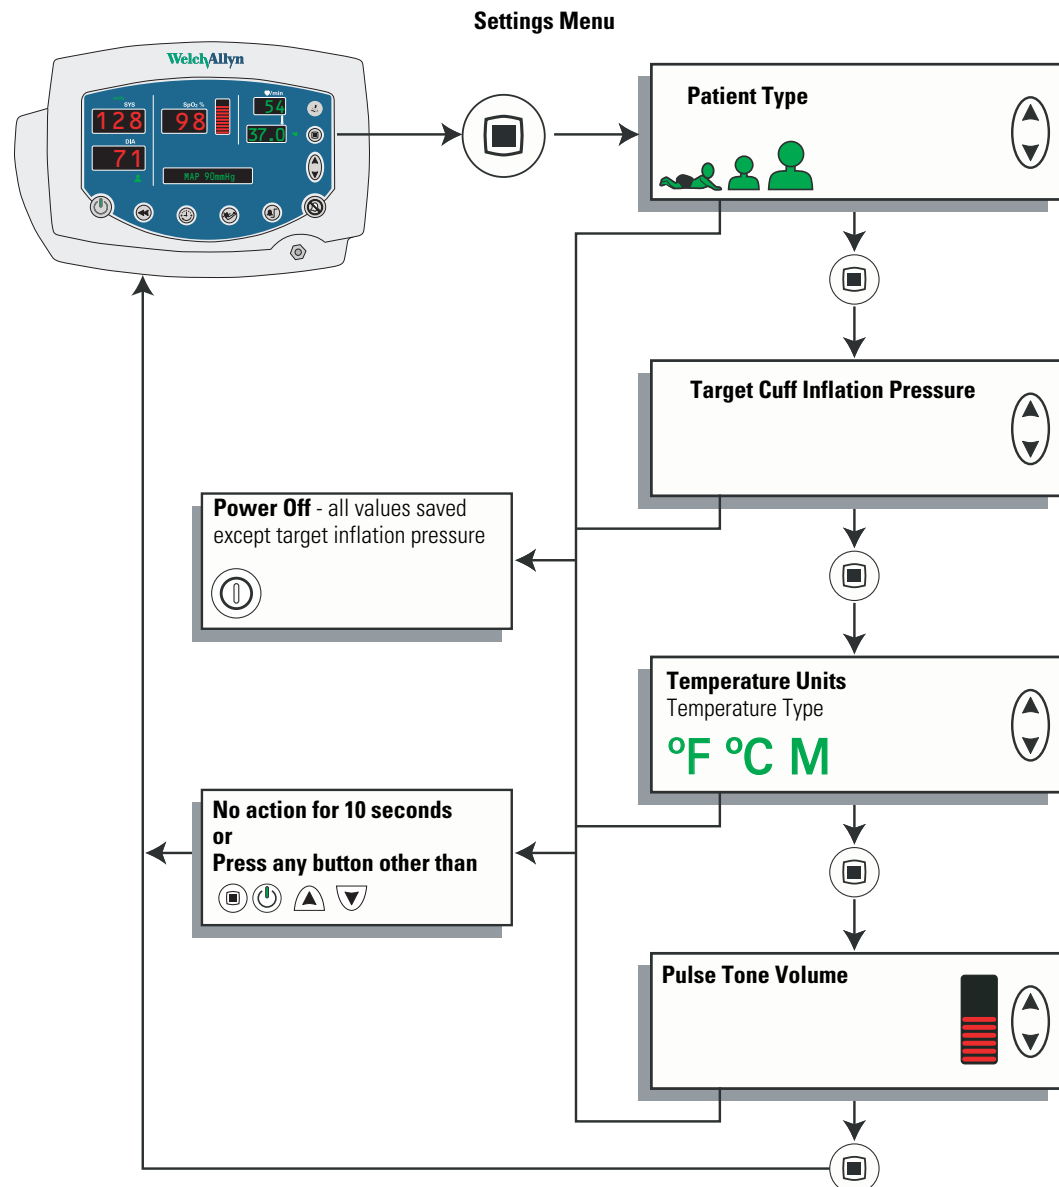 Settings Menu
WelchAllyn
SYS
128
DIA
71
SpO₂ %
98
/min
54
37.0
MAP 90mmHg
Patient Type
Target Cuff Inflation Pressure
Power Off - all values saved
except target inflation pressure
Temperature Units
Temperature Type
°F °C M
No action for 10 seconds
or
Press any button other than
Pulse Tone Volume